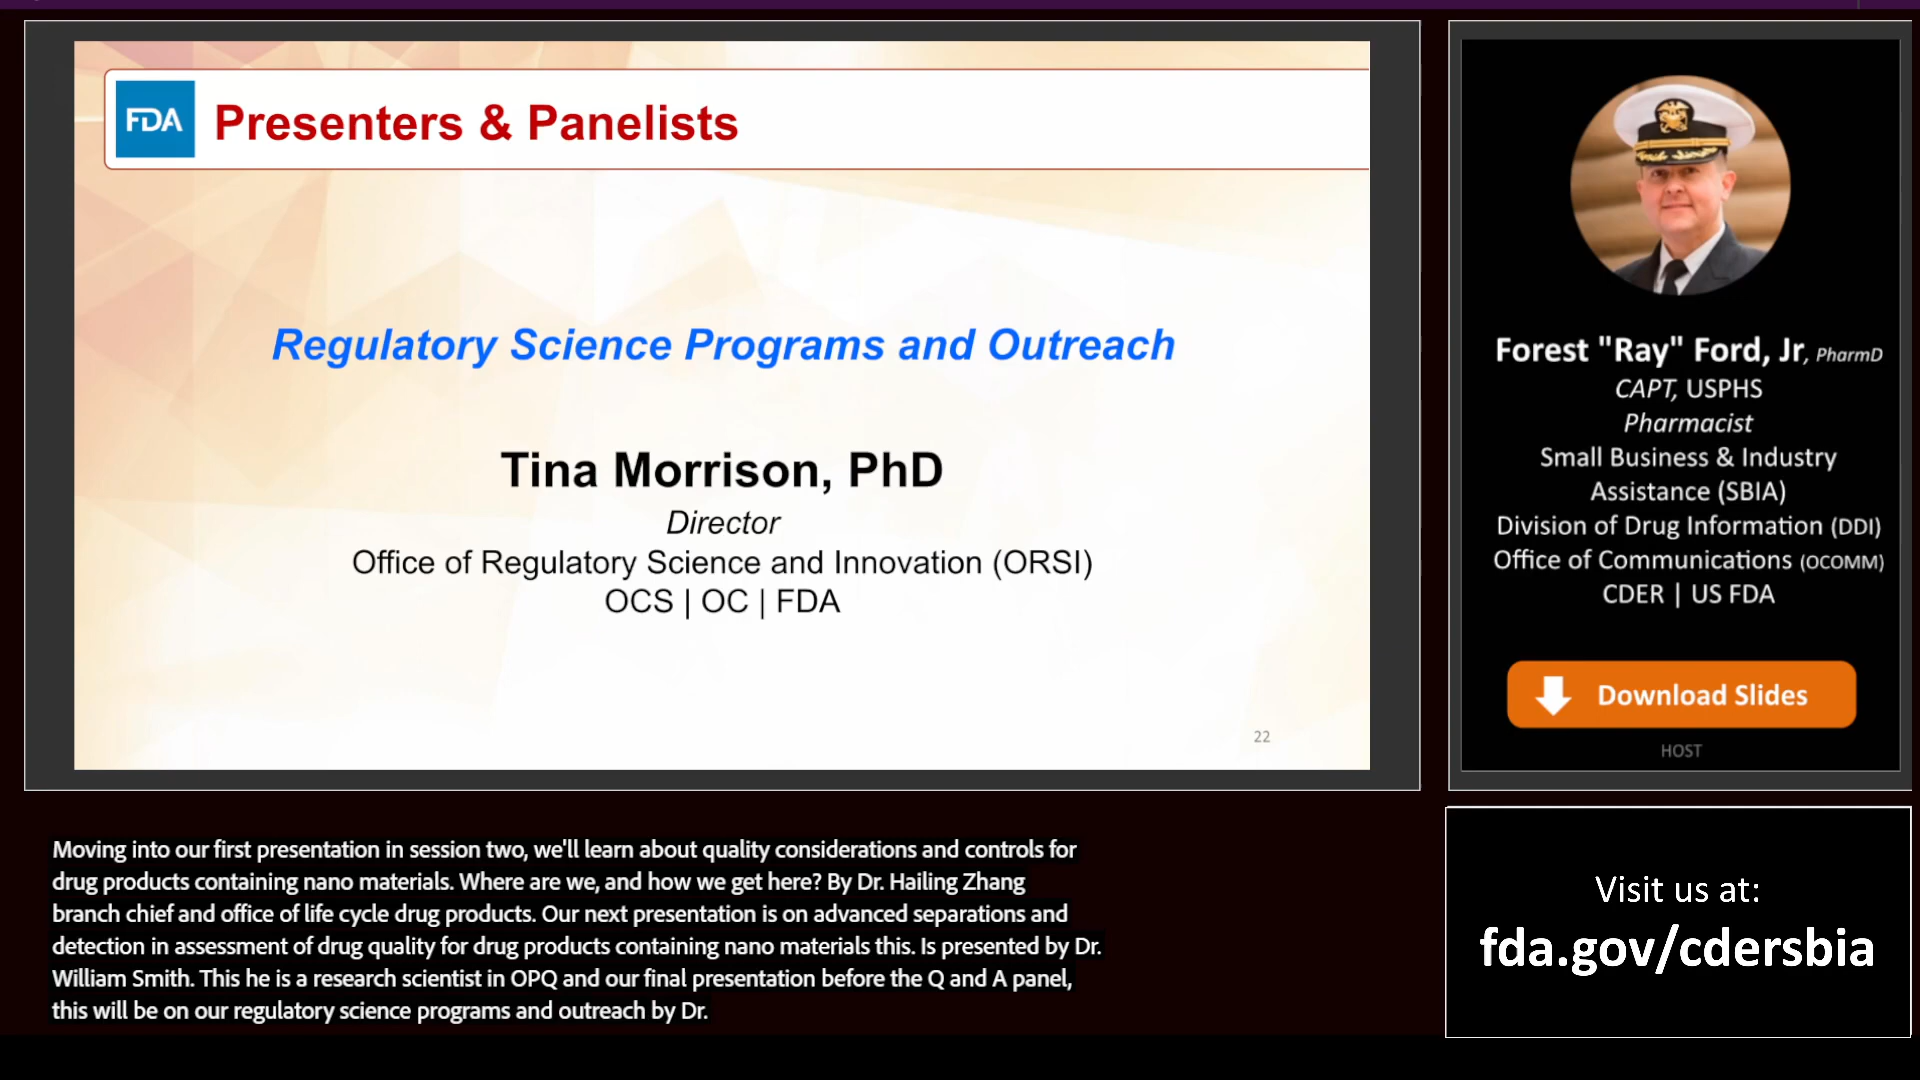 FDA
Presenters & Panelists
Regulatory Science Programs and Outreach
Tina Morrison, PhD
Director
Office of Regulatory Science and Innovation (ORSI)
OCS | OC | FDA
22
Forest "Ray" Ford, Jr, PharmD
CAPT, USPHS
Pharmacist
Small Business & Industry
Assistance (SBIA)
Division of Drug Information (DDI)
Office of Communications (OCOMM)
CDER | US FDA
Download Slides
HOST
Moving into our first presentation in session two, we'll learn about quality considerations and controls for
drug products containing nano materials. Where are we, and how we get here? By Dr. Hailing Zhang
branch chief and office of life cycle drug products. Our next presentation is on advanced separations and
detection in assessment of drug quality for drug products containing nano materials this. Is presented by Dr.
William Smith. This he is a research scientist in OPQ and our final presentation before the Q and A panel,
this will be on our regulatory science programs and outreach by Dr.
Visit us at:
fda.gov/cdersbia